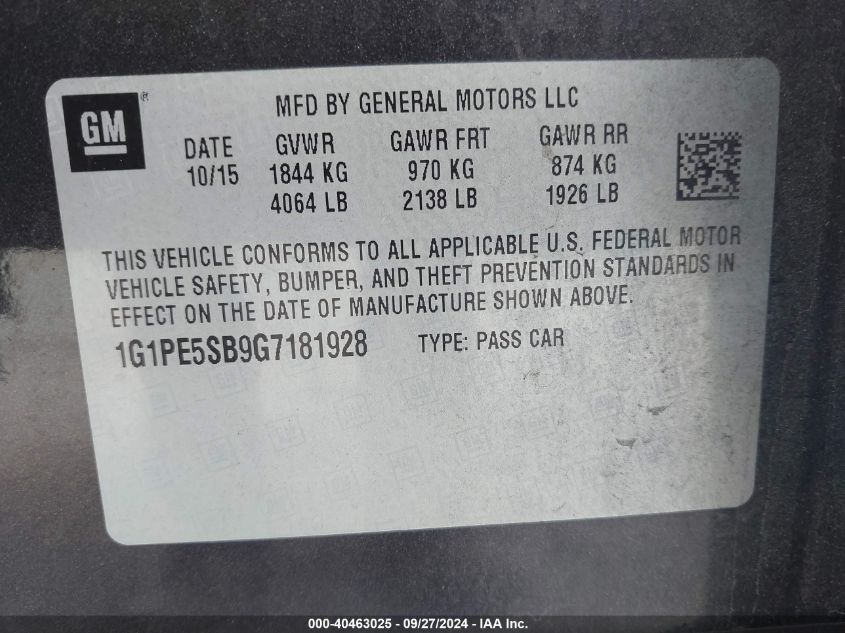 GM®
MFD BY GENERAL MOTORS LLC
DATE GVWR GAWR FRT GAWR RR
10/15 1844 KG 970 KG 874 KG
4064 LB 2138 LB 1926 LB
THIS VEHICLE CONFORMS TO ALL APPLICABLE U.S. FEDERAL MOTOR
VEHICLE SAFETY, BUMPER, AND THEFT PREVENTION STANDARDS IN
EFFECT ON THE DATE OF MANUFACTURE SHOWN ABOVE.
1G1PE5SB9G7181928 TYPE: PASS CAR
000-40463025 - 09/27/2024 - IAA Inc.